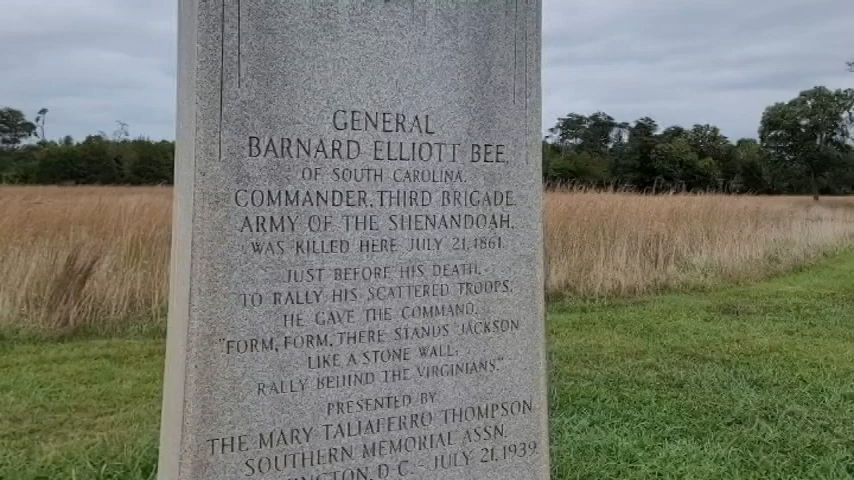 GENERAL
BARNARD ELLIOTT BEE,
OF SOUTH CAROLINA.
COMMANDER, THIRD BRIGADE
ARMY OF THE SHENANDOAH,
WAS KILLED HERE JULY 21, 1861.
JUST BEFORE HIS DEATH,
TO RALLY HIS SCATTERED TROOPS,
HE GAVE THE COMMAND,
"FORM, FORM, THERE STANDS JACKSON
LIKE A STONE WALL,
RALLY BEHIND THE VIRGINIANS."
PRESENTED BY
THE MARY TALIAFERRO THOMPSON
SOUTHERN MEMORIAL ASSN.
INGTON, D.C. - JULY 21, 1939